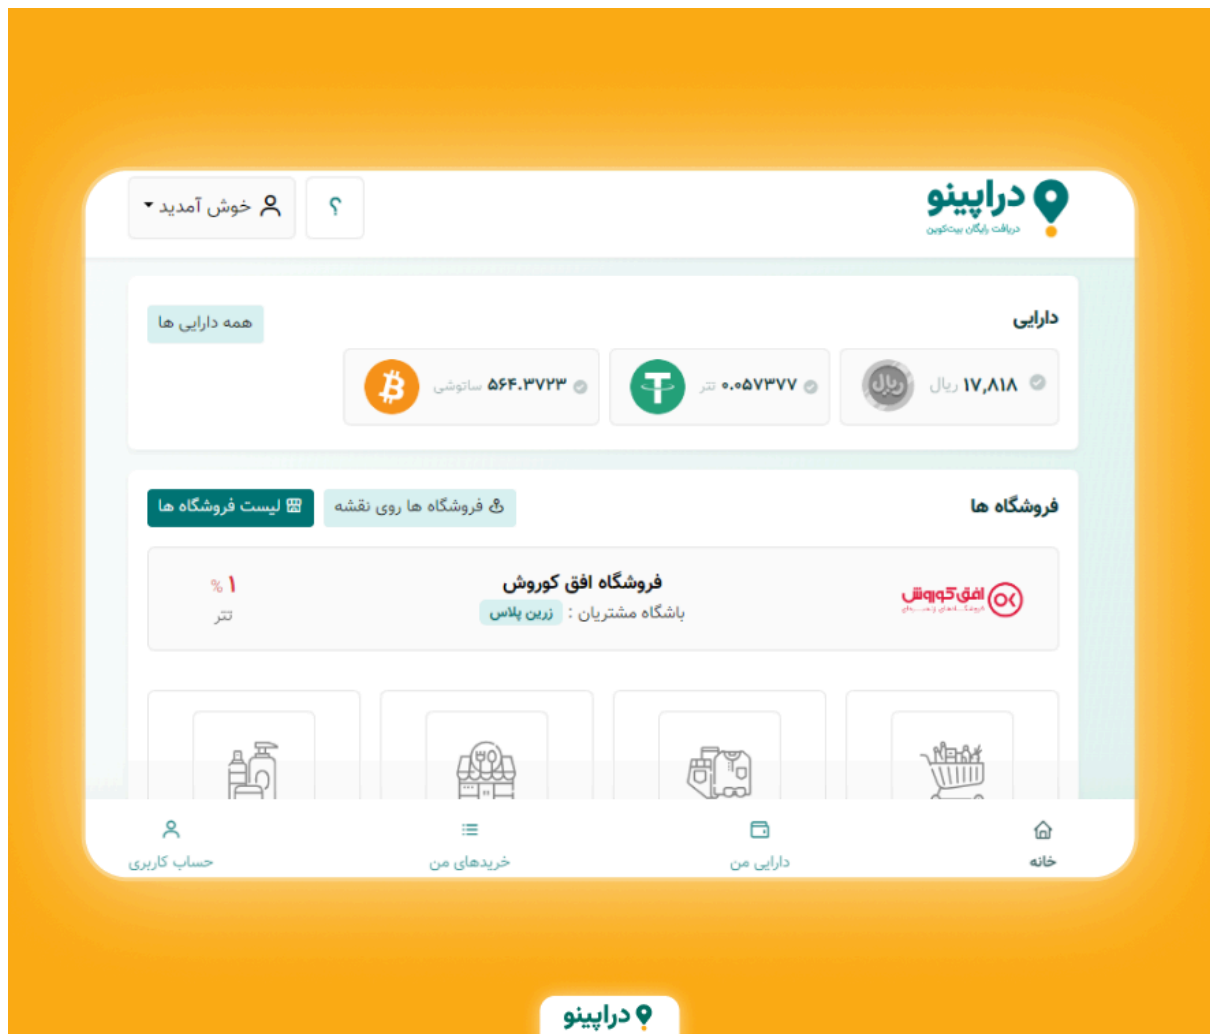 دراپینو
دریافت رایگان بیت‌کوین
؟
خوش آمدید
دارایی
همه دارایی ها
۱۷,۸۱۸ ریال
ریال
۰.۰۵۷۳۷۷ تتر
۵۶۴.۳۷۲۳ ساتوشی
فروشگاه ها
فروشگاه ها روی نقشه
لیست فروشگاه ها
افق کوروش
فروشگاه افق کوروش
باشگاه مشتریان : زرین پلاس
۱ %
تتر
خانه
دارایی من
خریدهای من
حساب کاربری
دراپینو